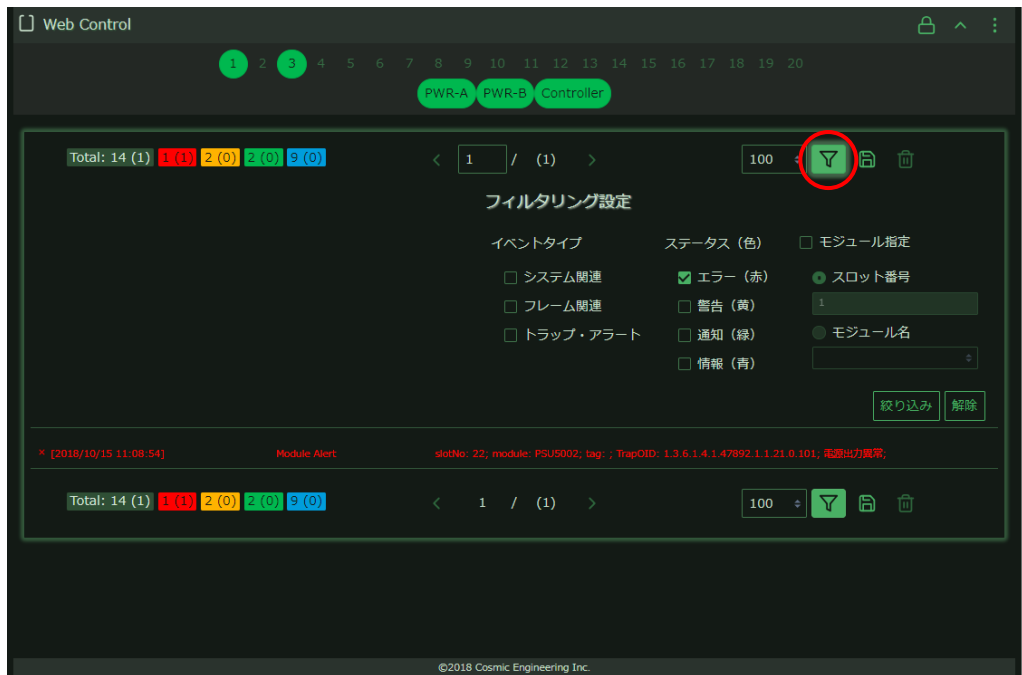 Web Control
1 2 3 4 5 6 7 8 9 10 11 12 13 14 15 16 17 18 19 20
PWR-A PWR-B Controller
Total: 14 (1) 1 (1) 2 (0) 2 (0) 9 (0) < 1 / (1) > 100
フィルタリング設定
イベントタイプ ステータス（色） モジュール指定
システム関連 エラー（赤） スロット番号
フレーム関連 警告（黄） 1
トラップ・アラート 通知（緑） モジュール名
情報（青）
絞り込み 解除
× [2018/10/15 11:08:54] Module Alert slotNo: 22; module: PSU5002; tag: ; TrapOID: 1.3.6.1.4.1.47892.1.1.21.0.101; 電源出力異常;
Total: 14 (1) 1 (1) 2 (0) 2 (0) 9 (0) < 1 / (1) > 100
©2018 Cosmic Engineering Inc.